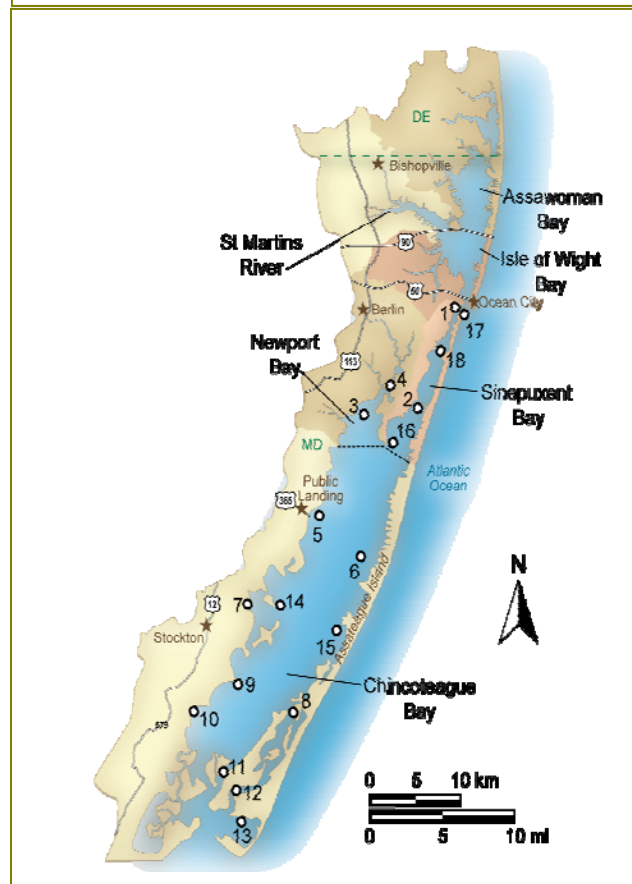 DE
Bishopville
Assawoman
Bay
St Martins
River
90
Isle of Wight
Bay
50
Ocean City
1
17
Berlin
Newport
Bay
113
18
4
Sinepuxent
Bay
3
2
16
MD
Atlantic
Ocean
Public
Landing
365
5
6
N
12
7
14
Stockton
15
Assateague Island
9
Chincoteague
Bay
8
10
679
11
12
13
0 5 10 km
0 5 10 mi